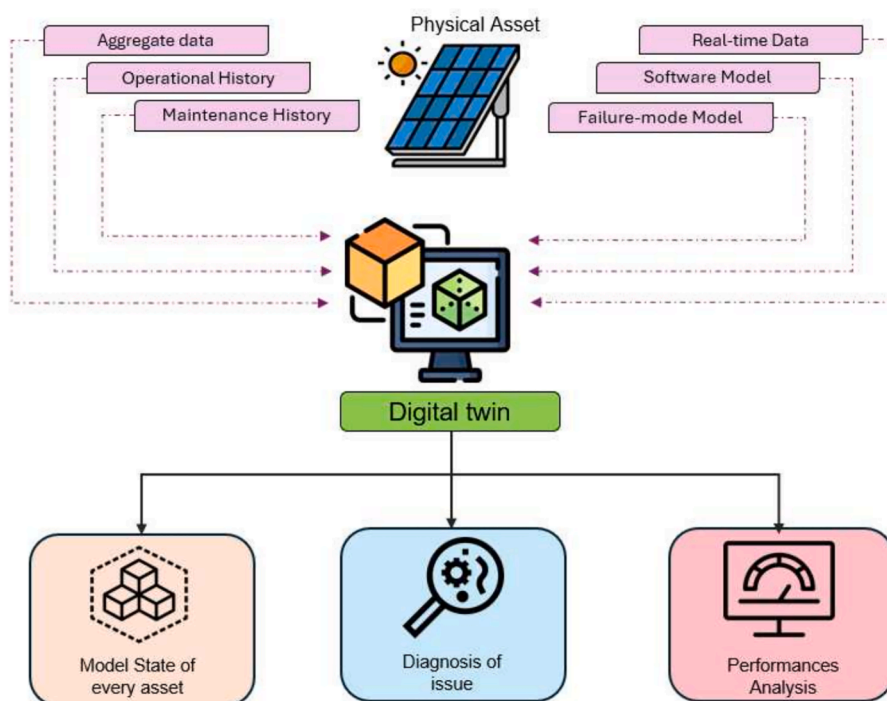 Physical Asset
Aggregate data
Operational History
Maintenance History
Real-time Data
Software Model
Failure-mode Model
Digital twin
Model State of
every asset
Diagnosis of
issue
Performances
Analysis